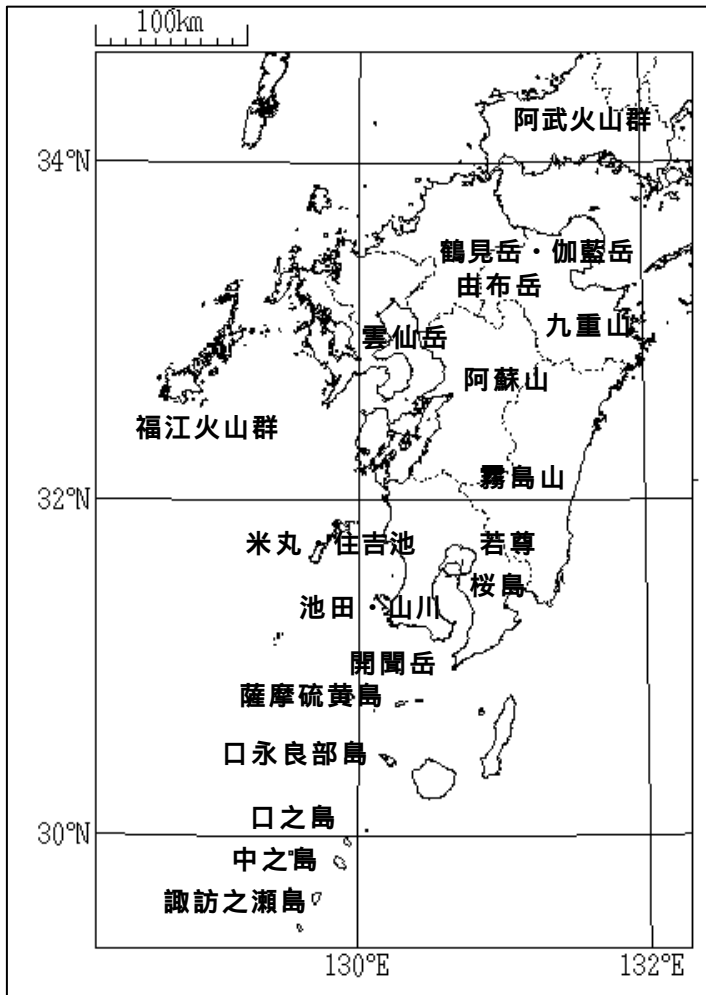 100km
阿武火山群
34°N
鶴見岳・伽藍岳
由布岳
九重山
雲仙岳
阿蘇山
福江火山群
霧島山
32°N
米丸・住吉池
若尊
桜島
池田・山川
開聞岳
薩摩硫黄島
口永良部島
口之島
30°N
中之島
諏訪之瀬島
130°E
132°E